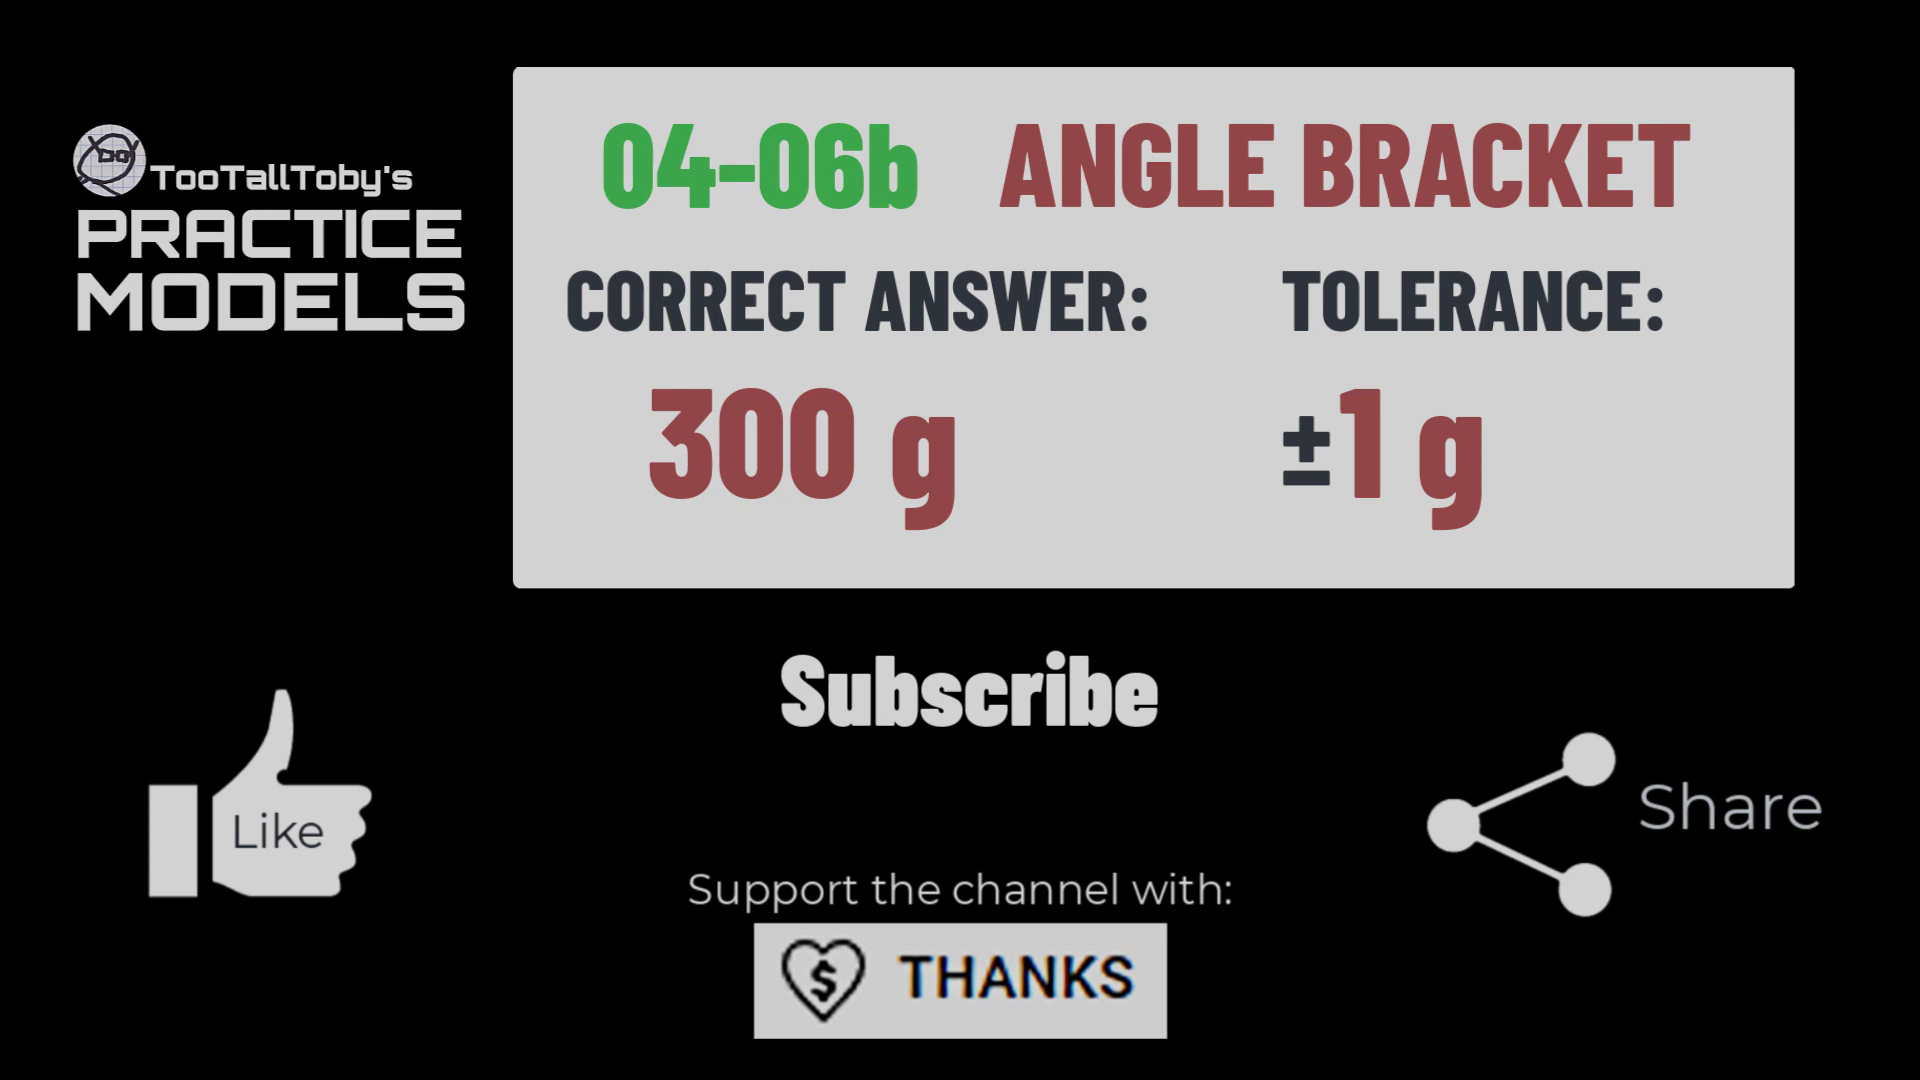 TooTallToby's
PRACTICE
MODELS
04-06b ANGLE BRACKET
CORRECT ANSWER: TOLERANCE:
300 g ±1 g
Subscribe
Like
Share
Support the channel with:
$ THANKS